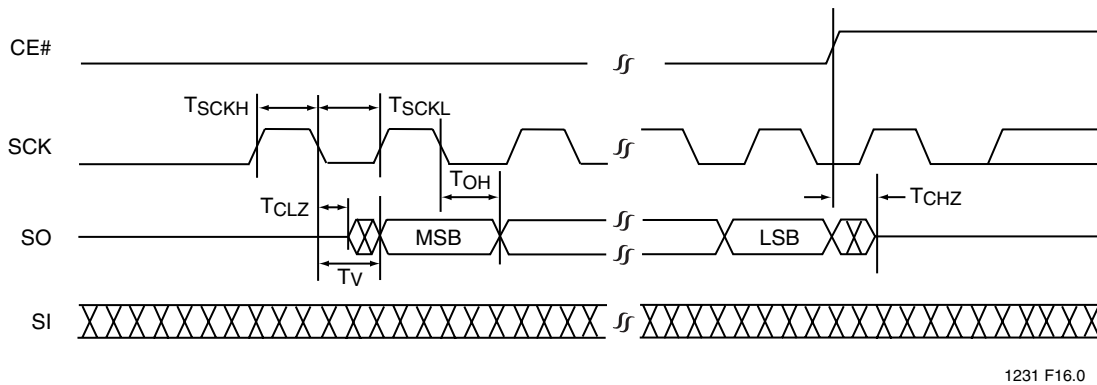 CE#
TSCKH
TSCKL
SCK
TOH
TCLZ
TCHZ
SO
MSB
LSB
TV
SI
1231 F16.0